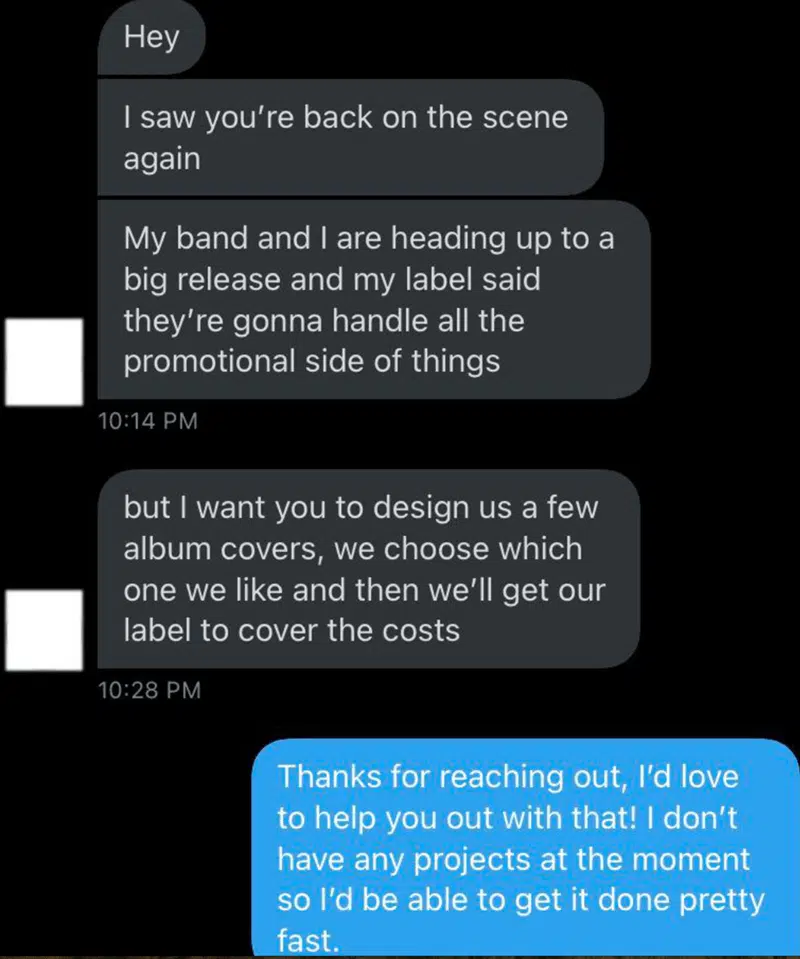 Hey
I saw you’re back on the scene
again
My band and I are heading up to a
big release and my label said
they’re gonna handle all the
promotional side of things
10:14 PM
but I want you to design us a few
album covers, we choose which
one we like and then we’ll get our
label to cover the costs
10:28 PM
Thanks for reaching out, I’d love
to help you out with that! I don’t
have any projects at the moment
so I’d be able to get it done pretty
fast.